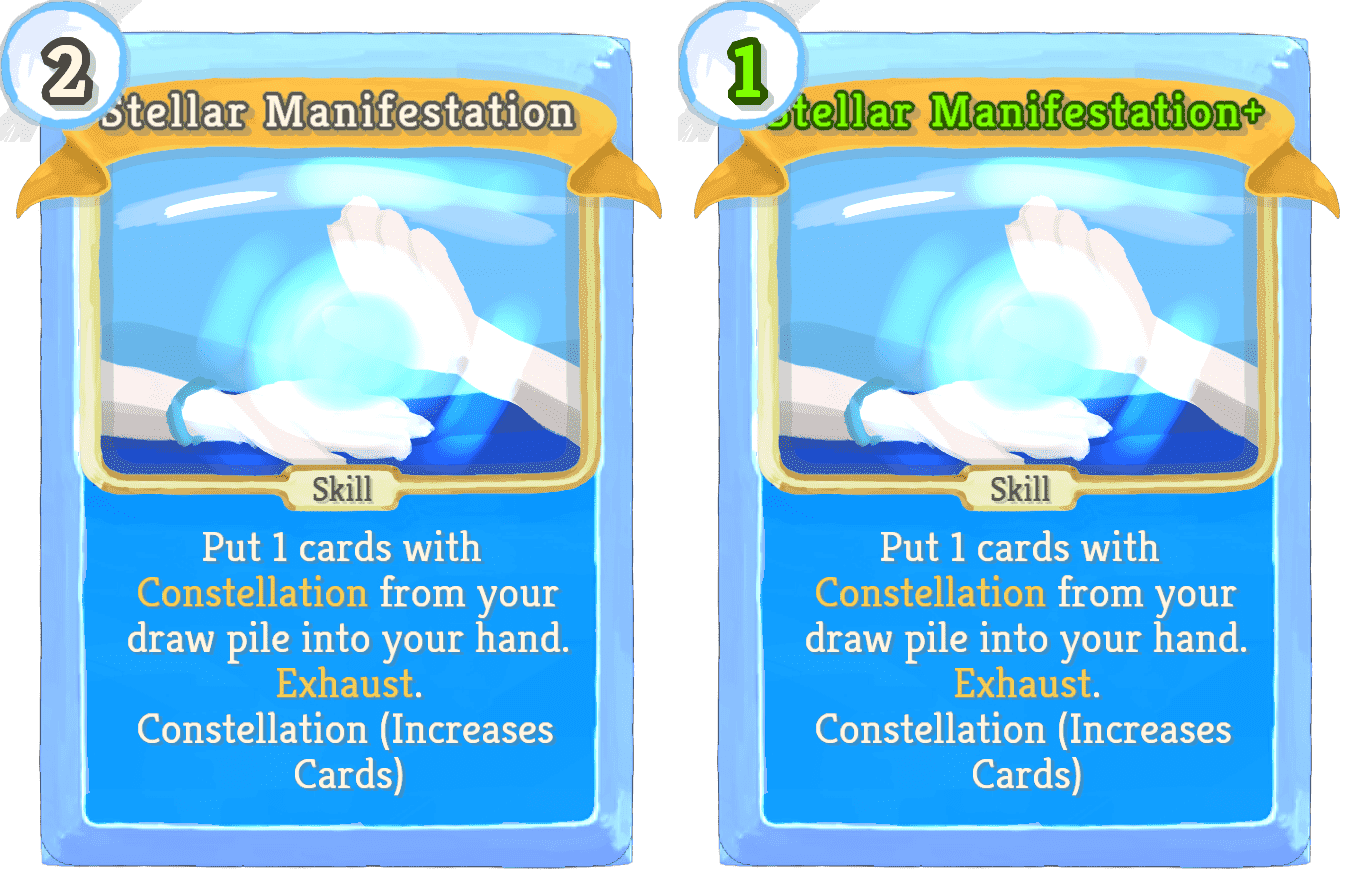 2
Stellar Manifestation
Skill
Put 1 cards with
Constellation from your
draw pile into your hand.
Exhaust.
Constellation (Increases
Cards)
1
Stellar Manifestation+
Skill
Put 1 cards with
Constellation from your
draw pile into your hand.
Exhaust.
Constellation (Increases
Cards)